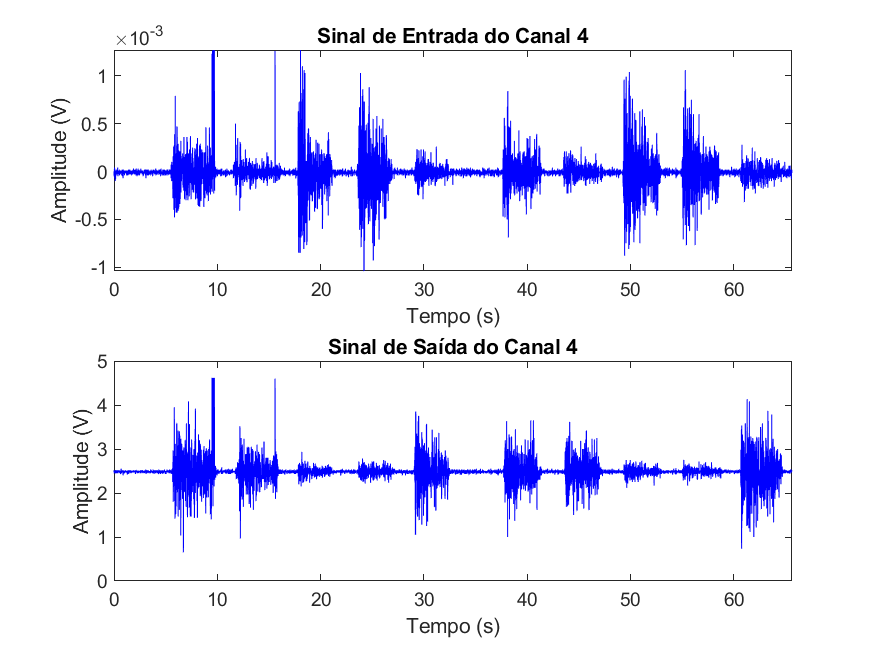 ×10-3
Sinal de Entrada do Canal 4
Amplitude (V)
1
0.5
0
-0.5
-1
0 10 20 30 40 50 60
Tempo (s)
Sinal de Saída do Canal 4
Amplitude (V)
5
4
3
2
1
0
0 10 20 30 40 50 60
Tempo (s)